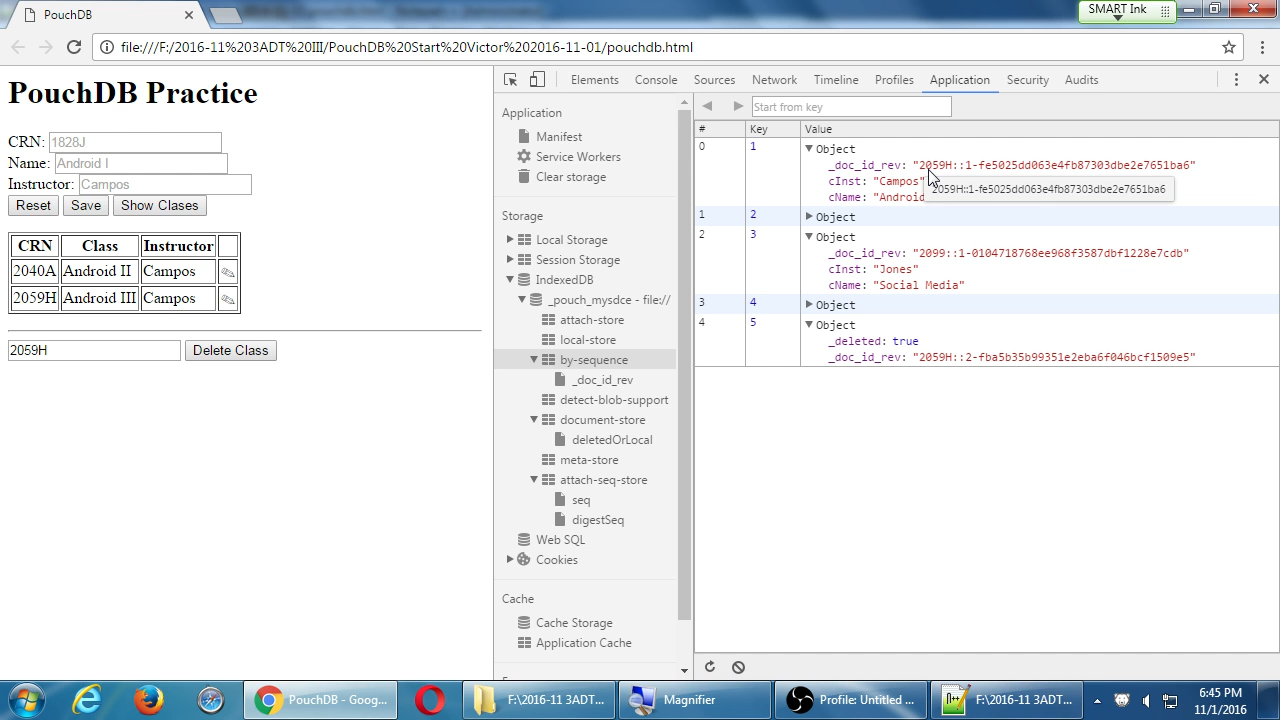 PouchDB
SMART Ink
file:///F:/2016-11%203ADT%20III/PouchDB%20Start%20Victor%202016-11-01/pouchdb.html
PouchDB Practice
CRN: 1828J
Name: Android I
Instructor: Campos
Reset Save Show Clases
CRN Class Instructor
2040A Android II Campos
2059H Android III Campos
2059H Delete Class
Elements Console Sources Network Timeline Profiles Application Security Audits
Application
Manifest
Service Workers
Clear storage
Storage
Local Storage
Session Storage
IndexedDB
_pouch_mysdce - file://
attach-store
local-store
by-sequence
_doc_id_rev
detect-blob-support
document-store
deletedOrLocal
meta-store
attach-seq-store
seq
digestSeq
Web SQL
Cookies
Cache
Cache Storage
Application Cache
Start from key
# Key Value
0 1 Object
_doc_id_rev: "2059H::1-fe5025dd063e4fb87303dbe2e7651ba6"
cInst: "Campos"
2059H::1-fe5025dd063e4fb87303dbe2e7651ba6
cName: "Android
1 2 Object
2 3 Object
_doc_id_rev: "2099::1-0104718768ee968f3587dbf1228e7cdb"
cInst: "Jones"
cName: "Social Media"
3 4 Object
4 5 Object
_deleted: true
_doc_id_rev: "2059H::2-fba5b35b99351e2eba6f046bcf1509e5"
PouchDB - Goog...
F:\2016-11 3ADT...
Magnifier
Profile: Untitled ...
F:\2016-11 3ADT...
6:45 PM
11/1/2016